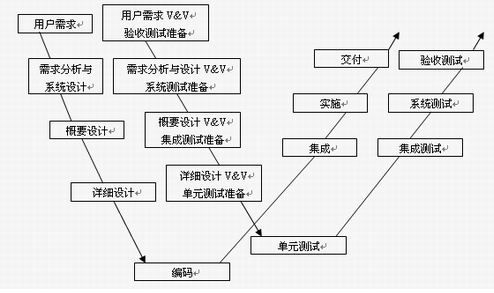 用户需求
用户需求 V&V
验收测试准备
交付
验收测试
需求分析与
系统设计
需求分析与设计 V&V
系统测试准备
实施
系统测试
概要设计
概要设计 V&V
集成测试准备
集成
集成测试
详细设计
详细设计 V&V
单元测试准备
单元测试
编码